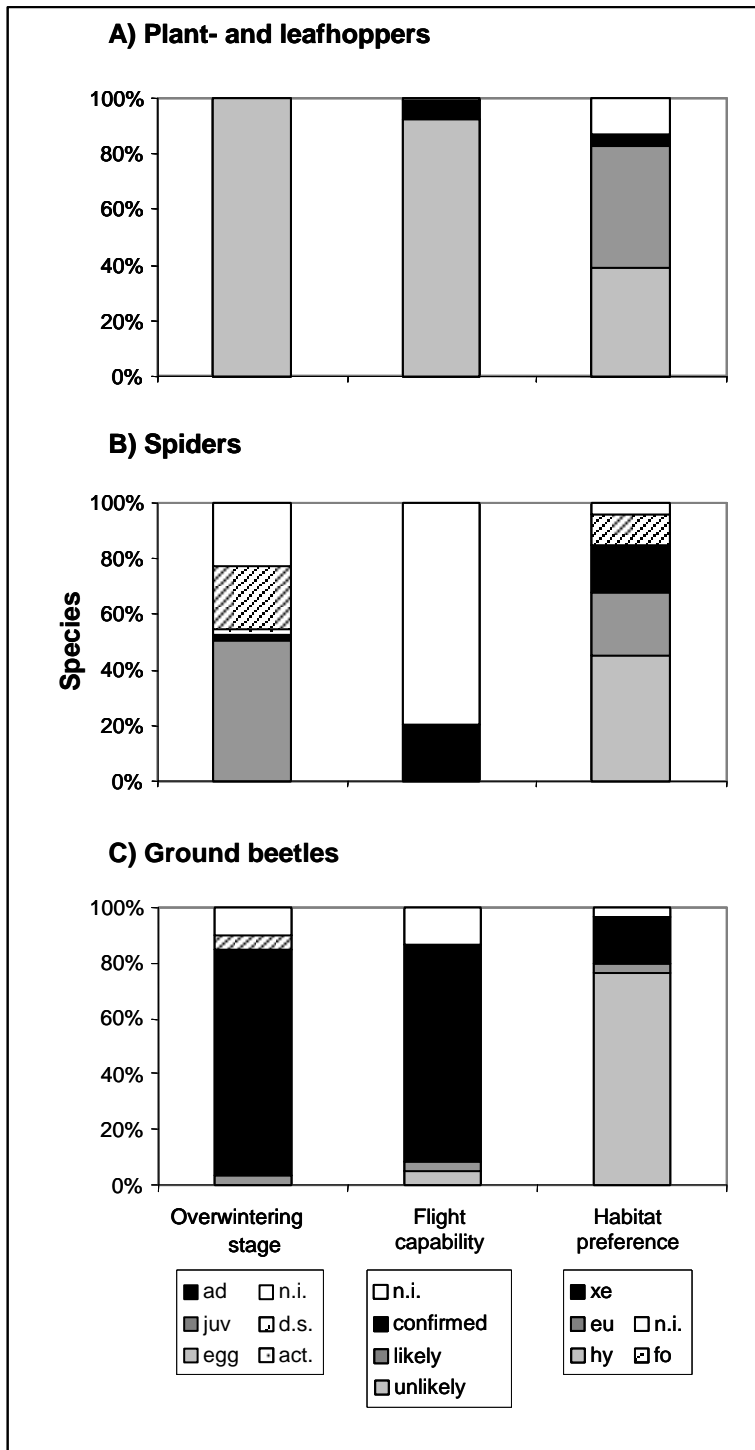 A) Plant- and leafhoppers
100%
80%
60%
40%
20%
0%
B) Spiders
100%
80%
60%
40%
20%
0%
Species
C) Ground beetles
100%
80%
60%
40%
20%
0%
Overwintering stage
Flight capability
Habitat preference
ad n.i.
juv d.s.
egg act.
n.i.
confirmed
likely
unlikely
xe
eu n.i.
hy fo